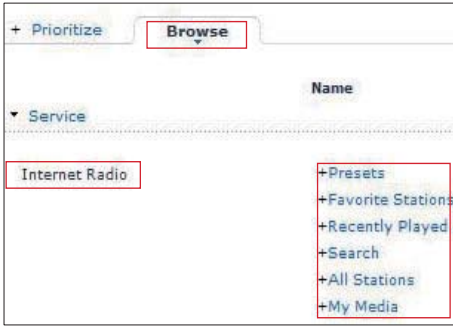 + Prioritize
Browse
Name
Service
Internet Radio
+Presets
+Favorite Stations
+Recently Played
+Search
+All Stations
+My Media